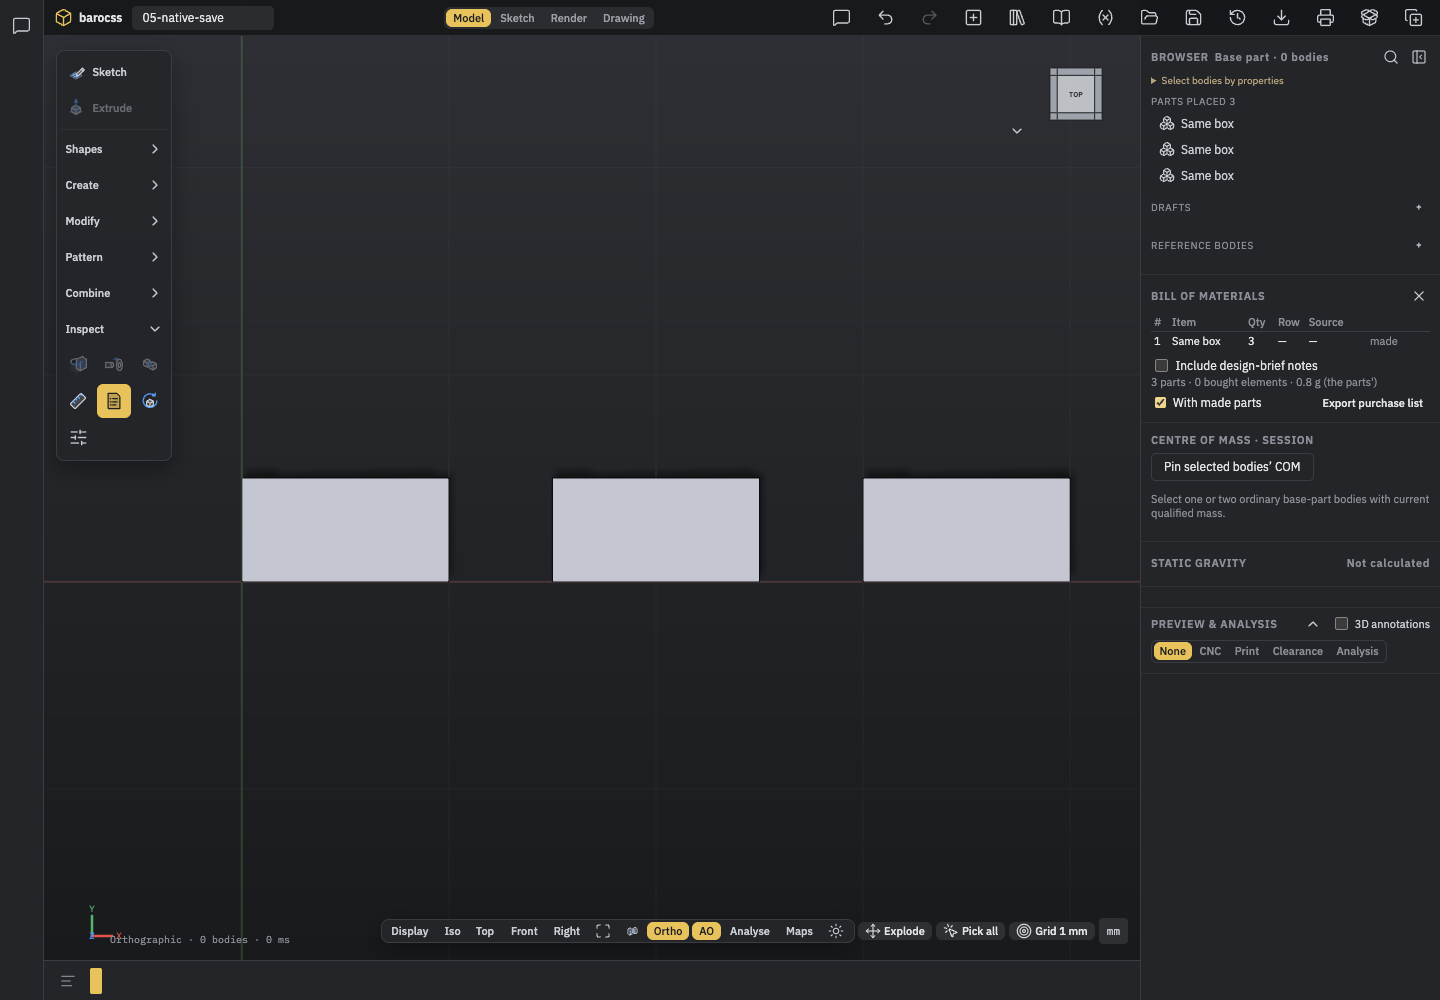 barocss
05-native-save
Model Sketch Render Drawing
Sketch
Extrude
Shapes
Create
Modify
Pattern
Combine
Inspect
TOP
BROWSER Base part · 0 bodies
Select bodies by properties
PARTS PLACED 3
Same box
Same box
Same box
DRAFTS +
REFERENCE BODIES +
BILL OF MATERIALS
# Item Qty Row Source
1 Same box 3 — — made
Include design-brief notes
3 parts · 0 bought elements · 0.8 g (the parts')
With made parts Export purchase list
CENTRE OF MASS · SESSION
Pin selected bodies’ COM
Select one or two ordinary base-part bodies with current
qualified mass.
STATIC GRAVITY Not calculated
PREVIEW & ANALYSIS 3D annotations
None CNC Print Clearance Analysis
Y
Z X
Orthographic · 0 bodies · 0 ms
Display Iso Top Front Right Ortho AO Analyse Maps Explode Pick all Grid 1 mm mm